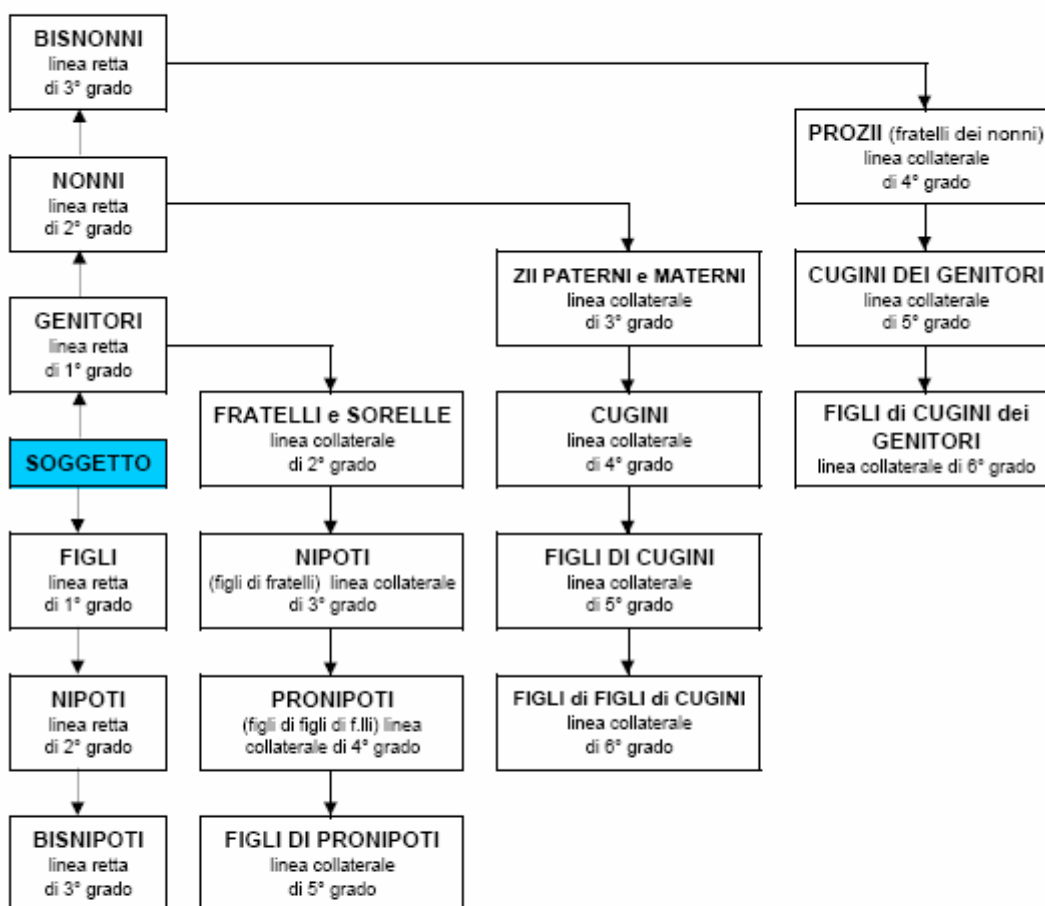 BISNONNI
linea retta
di 3° grado
PROZII (fratelli dei nonni)
linea collaterale
di 4° grado
NONNI
linea retta
di 2° grado
ZII PATERNI e MATERNI
linea collaterale
di 3° grado
CUGINI DEI GENITORI
linea collaterale
di 5° grado
GENITORI
linea retta
di 1° grado
FRATELLI e SORELLE
linea collaterale
di 2° grado
CUGINI
linea collaterale
di 4° grado
FIGLI di CUGINI dei
GENITORI
linea collaterale di 6° grado
SOGGETTO
FIGLI
linea retta
di 1° grado
NIPOTI
(figli di fratelli) linea collaterale
di 3° grado
FIGLI DI CUGINI
linea collaterale
di 5° grado
NIPOTI
linea retta
di 2° grado
PRONIPOTI
(figli di figli di f.lli) linea
collaterale di 4° grado
FIGLI di FIGLI di CUGINI
linea collaterale
di 6° grado
BISNIPOTI
linea retta
di 3° grado
FIGLI DI PRONIPOTI
linea collaterale
di 5° grado